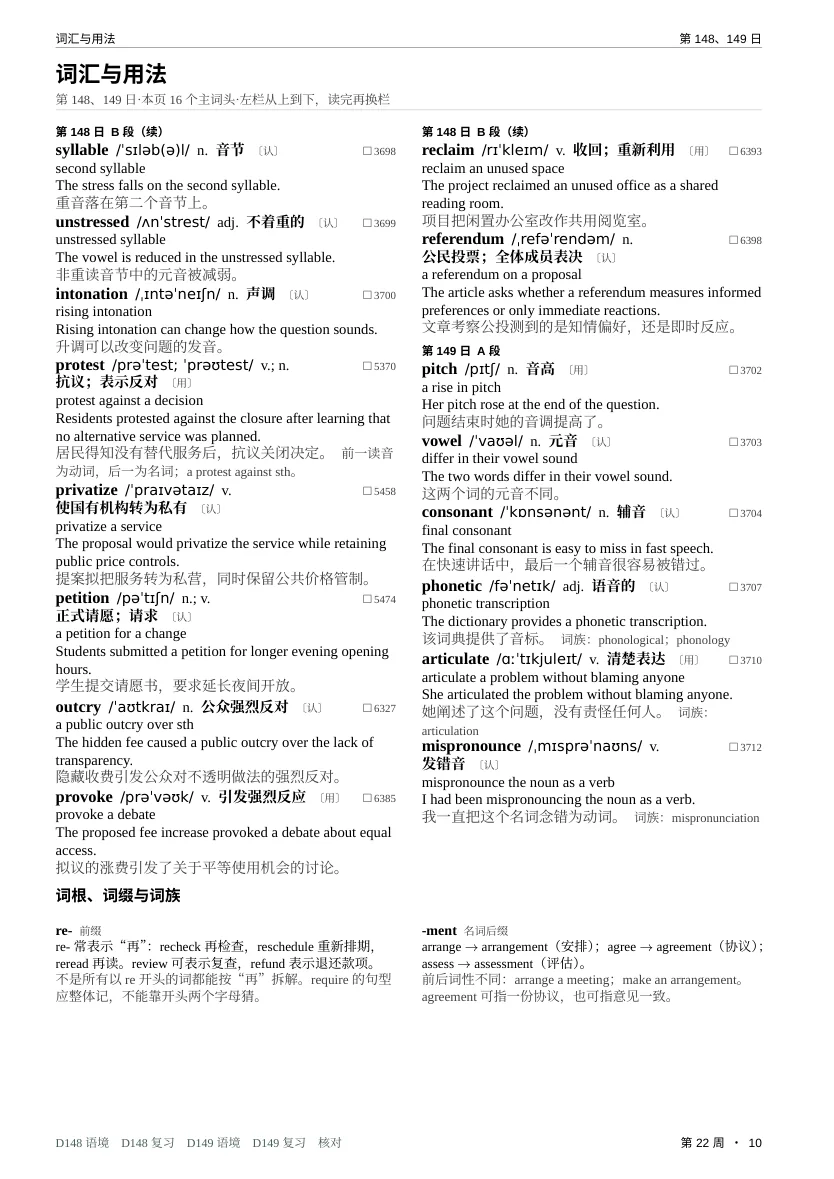 词汇与用法
第 148、149 日
词汇与用法
第 148、149 日·本页 16 个主词头·左栏从上到下，读完再换栏
第 148 日 B 段（续）
syllable /ˈsɪləb(ə)l/ n. 音节 〔认〕 □3698
second syllable
The stress falls on the second syllable.
重音落在第二个音节上。
unstressed /ʌnˈstrest/ adj. 不着重的 〔认〕 □3699
unstressed syllable
The vowel is reduced in the unstressed syllable.
非重读音节中的元音被减弱。
intonation /ˌɪntəˈneɪʃn/ n. 声调 〔认〕 □3700
rising intonation
Rising intonation can change how the question sounds.
升调可以改变问题的发音。
protest /prəˈtest; ˈprəʊtest/ v.; n. □5370
抗议；表示反对 〔用〕
protest against a decision
Residents protested against the closure after learning that
no alternative service was planned.
居民得知没有替代服务后，抗议关闭决定。 前一读音
为动词，后一为名词；a protest against sth。
privatize /ˈpraɪvətaɪz/ v. □5458
使国有机构转为私有 〔认〕
privatize a service
The proposal would privatize the service while retaining
public price controls.
提案拟把服务转为私营，同时保留公共价格管制。
petition /pəˈtɪʃn/ n.; v. □5474
正式请愿；请求 〔认〕
a petition for a change
Students submitted a petition for longer evening opening
hours.
学生提交请愿书，要求延长夜间开放。
outcry /ˈaʊtkraɪ/ n. 公众强烈反对 〔认〕 □6327
a public outcry over sth
The hidden fee caused a public outcry over the lack of
transparency.
隐藏收费引发公众对不透明做法的强烈反对。
provoke /prəˈvəʊk/ v. 引发强烈反应 〔用〕 □6385
provoke a debate
The proposed fee increase provoked a debate about equal
access.
拟议的涨费引发了关于平等使用机会的讨论。
第 148 日 B 段（续）
reclaim /rɪˈkleɪm/ v. 收回；重新利用 〔用〕 □6393
reclaim an unused space
The project reclaimed an unused office as a shared
reading room.
项目把闲置办公室改作共用阅览室。
referendum /ˌrefəˈrendəm/ n. □6398
公民投票；全体成员表决 〔认〕
a referendum on a proposal
The article asks whether a referendum measures informed
preferences or only immediate reactions.
文章考察公投测到的是知情偏好，还是即时反应。
第 149 日 A 段
pitch /pɪtʃ/ n. 音高 〔用〕 □3702
a rise in pitch
Her pitch rose at the end of the question.
问题结束时她的音调提高了。
vowel /ˈvaʊəl/ n. 元音 〔认〕 □3703
differ in their vowel sound
The two words differ in their vowel sound.
这两个词的元音不同。
consonant /ˈkɒnsənənt/ n. 辅音 〔认〕 □3704
final consonant
The final consonant is easy to miss in fast speech.
在快速讲话中，最后一个辅音很容易被错过。
phonetic /fəˈnetɪk/ adj. 语音的 〔认〕 □3707
phonetic transcription
The dictionary provides a phonetic transcription.
该词典提供了音标。 词族：phonological；phonology
articulate /ɑːˈtɪkjuleɪt/ v. 清楚表达 〔用〕 □3710
articulate a problem without blaming anyone
She articulated the problem without blaming anyone.
她阐述了这个问题，没有责怪任何人。 词族：
articulation
mispronounce /ˌmɪsprəˈnaʊns/ v. □3712
发错音 〔认〕
mispronounce the noun as a verb
I had been mispronouncing the noun as a verb.
我一直把这个名词念错为动词。 词族：mispronunciation
词根、词缀与词族
re- 前缀
re- 常表示“再”：recheck 再检查，reschedule 重新排期，
reread 再读。review 可表示复查，refund 表示退还款项。
不是所有以 re 开头的词都能按“再”拆解。require 的句型
应整体记，不能靠开头两个字母猜。
-ment 名词后缀
arrange → arrangement（安排）；agree → agreement（协议）；
assess → assessment（评估）。
前后词性不同：arrange a meeting；make an arrangement。
agreement 可指一份协议，也可指意见一致。
D148 语境 D148 复习 D149 语境 D149 复习 核对
第 22 周 · 10